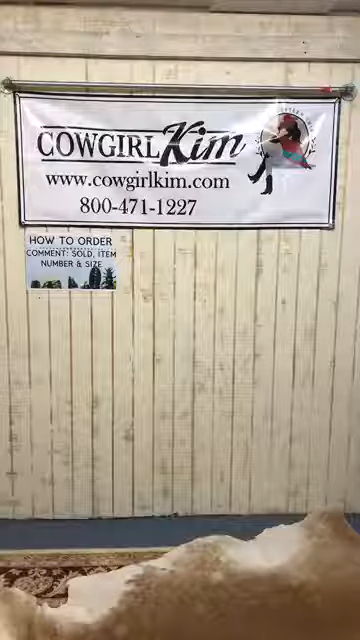 COWGIRL Kim
www.cowgirlkim.com
800-471-1227
HOW TO ORDER
COMMENT: SOLD, ITEM
NUMBER & SIZE